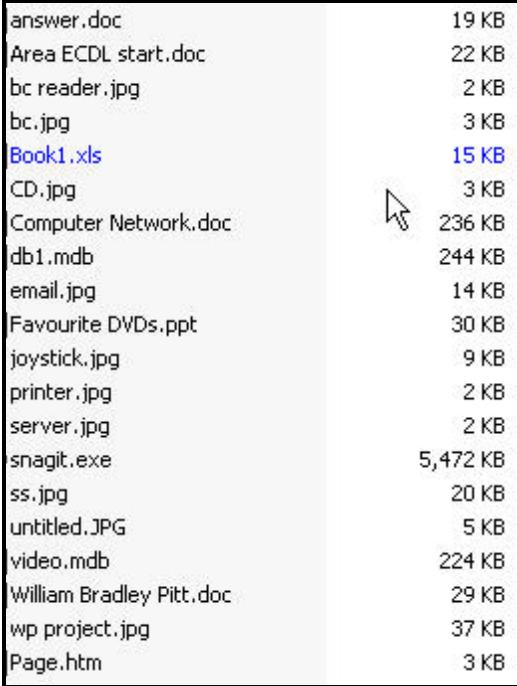 answer.doc 19 KB
Area ECDL start.doc 22 KB
bc reader.jpg 2 KB
bc.jpg 3 KB
Book1.xls 15 KB
CD.jpg 3 KB
Computer Network.doc 236 KB
db1.mdb 244 KB
email.jpg 14 KB
Favourite DVDs.ppt 30 KB
joystick.jpg 9 KB
printer.jpg 2 KB
server.jpg 2 KB
snagit.exe 5,472 KB
ss.jpg 20 KB
untitled.JPG 5 KB
video.mdb 224 KB
William Bradley Pitt.doc 29 KB
wp project.jpg 37 KB
Page.htm 3 KB